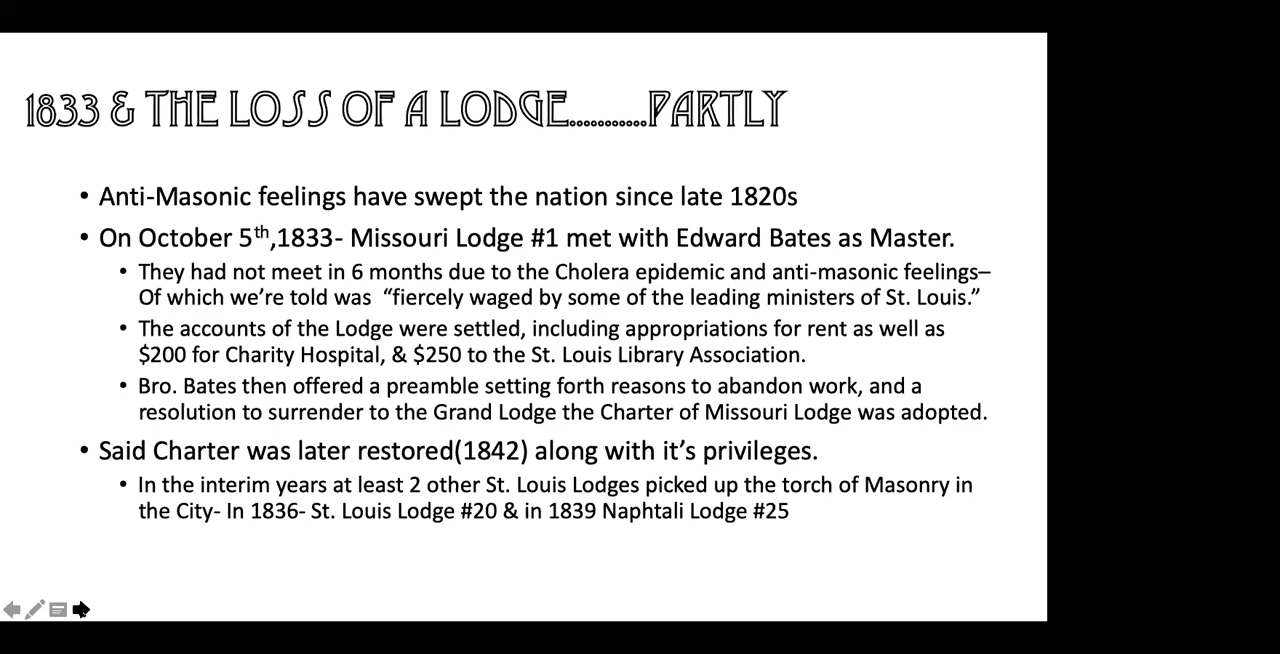 1833 & THE LOSS OF A LODGE...........PARTLY
• Anti-Masonic feelings have swept the nation since late 1820s
• On October 5th,1833- Missouri Lodge #1 met with Edward Bates as Master.
• They had not meet in 6 months due to the Cholera epidemic and anti-masonic feelings–
Of which we’re told was “fiercely waged by some of the leading ministers of St. Louis.”
• The accounts of the Lodge were settled, including appropriations for rent as well as
$200 for Charity Hospital, & $250 to the St. Louis Library Association.
• Bro. Bates then offered a preamble setting forth reasons to abandon work, and a
resolution to surrender to the Grand Lodge the Charter of Missouri Lodge was adopted.
• Said Charter was later restored(1842) along with it’s privileges.
• In the interim years at least 2 other St. Louis Lodges picked up the torch of Masonry in
the City- In 1836- St. Louis Lodge #20 & in 1839 Naphtali Lodge #25